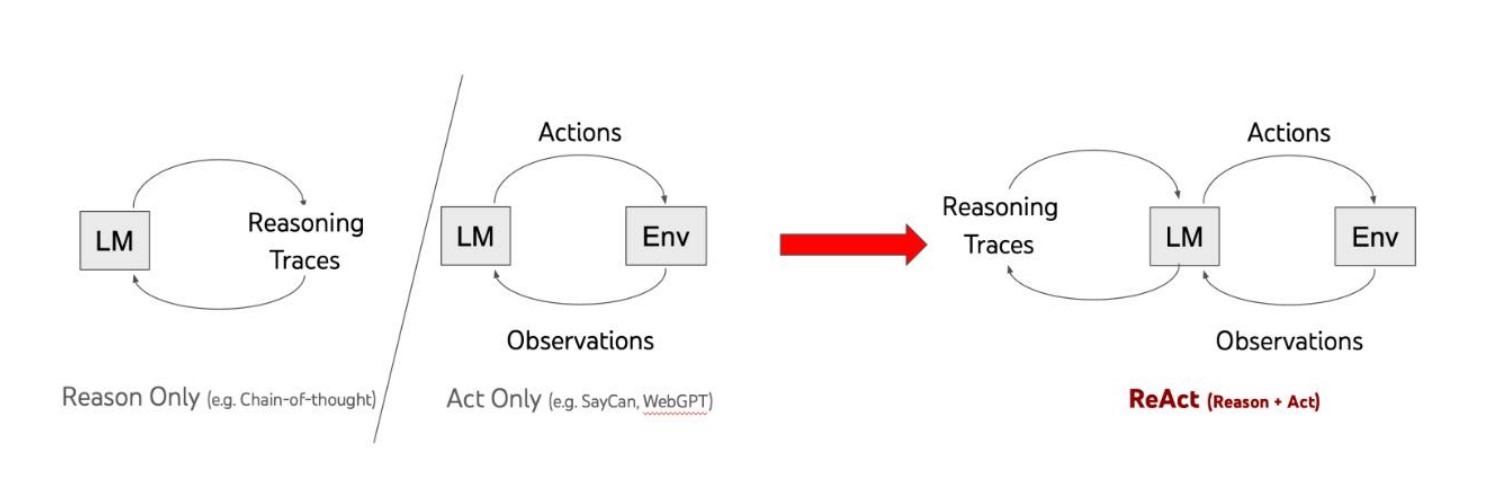 LM
Reasoning
Traces
Reason Only (e.g. Chain-of-thought)
Actions
LM
Env
Observations
Act Only (e.g. SayCan, WebGPT)
Reasoning
Traces
Actions
LM
Env
Observations
ReAct (Reason + Act)